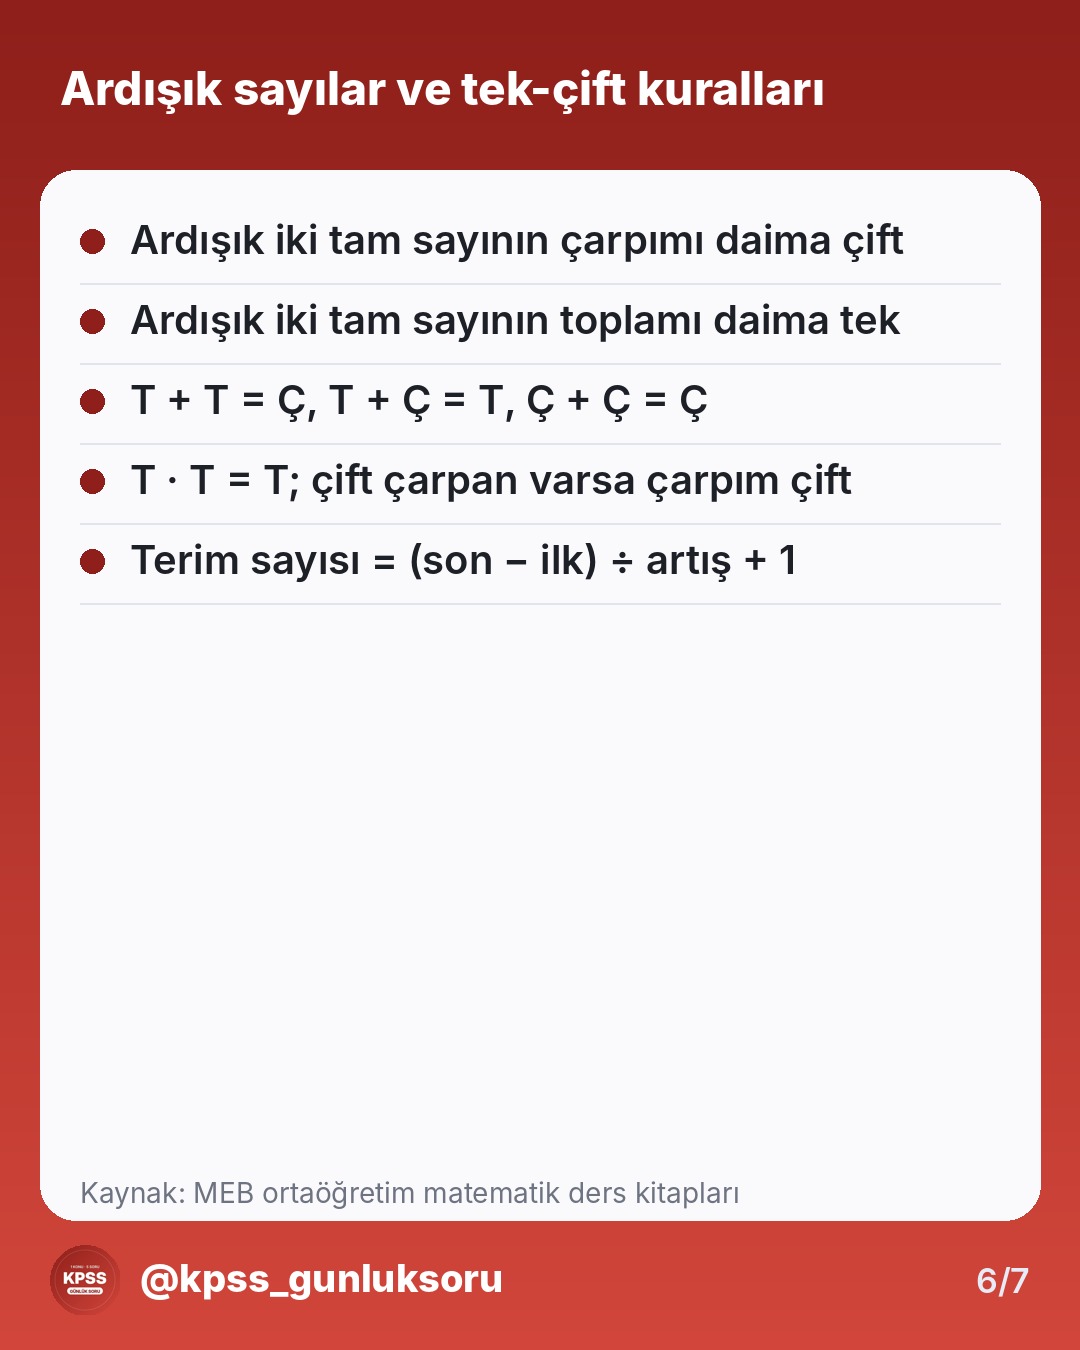 Ardışık sayılar ve tek-çift kuralları
Ardışık iki tam sayının çarpımı daima çift
Ardışık iki tam sayının toplamı daima tek
T + T = Ç, T + Ç = T, Ç + Ç = Ç
T · T = T; çift çarpan varsa çarpım çift
Terim sayısı = (son − ilk) ÷ artış + 1
Kaynak: MEB ortaöğretim matematik ders kitapları
KPSS
GÜNLÜK SORU
@kpss_gunluksoru
6/7